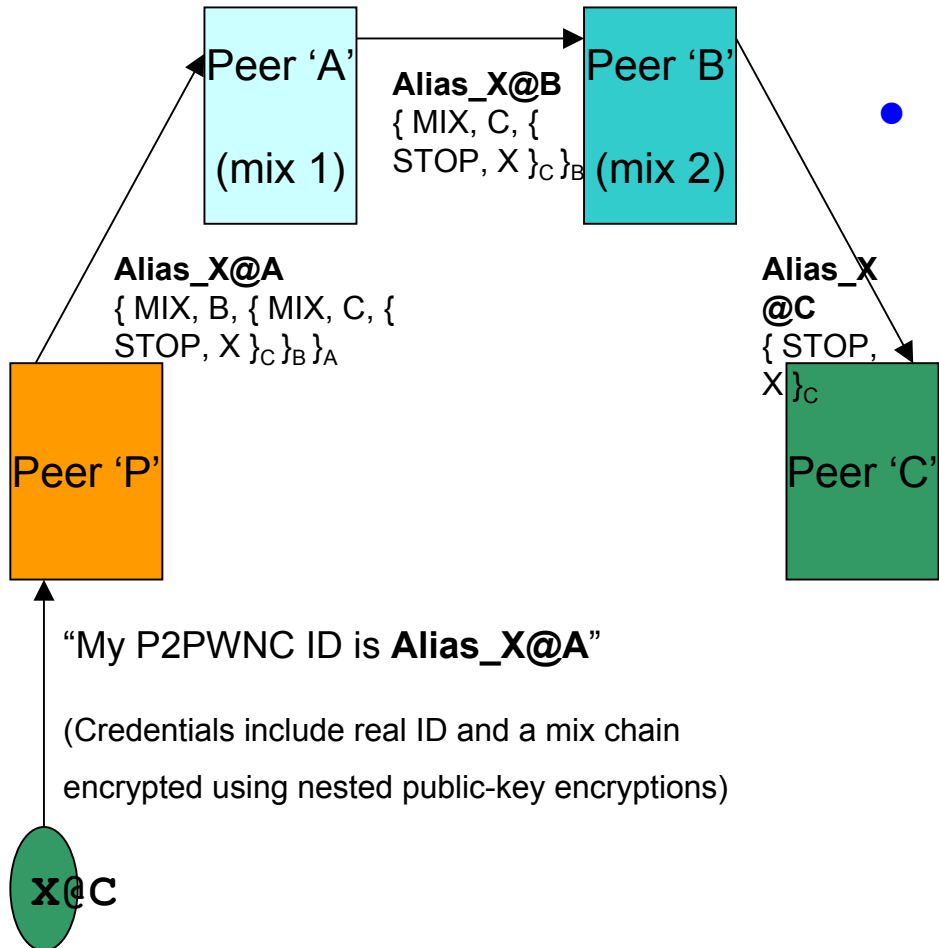 Peer ‘A’
(mix 1)
Alias_X@B
{ MIX, C, {
STOP, X }C }B
Peer ‘B’
(mix 2)
Alias_X@A
{ MIX, B, { MIX, C, {
STOP, X }C }B }A
Alias_X
@C
{ STOP,
X }C
Peer ‘P’
Peer ‘C’
“My P2PWNC ID is Alias_X@A”
(Credentials include real ID and a mix chain
encrypted using nested public-key encryptions)
X@C